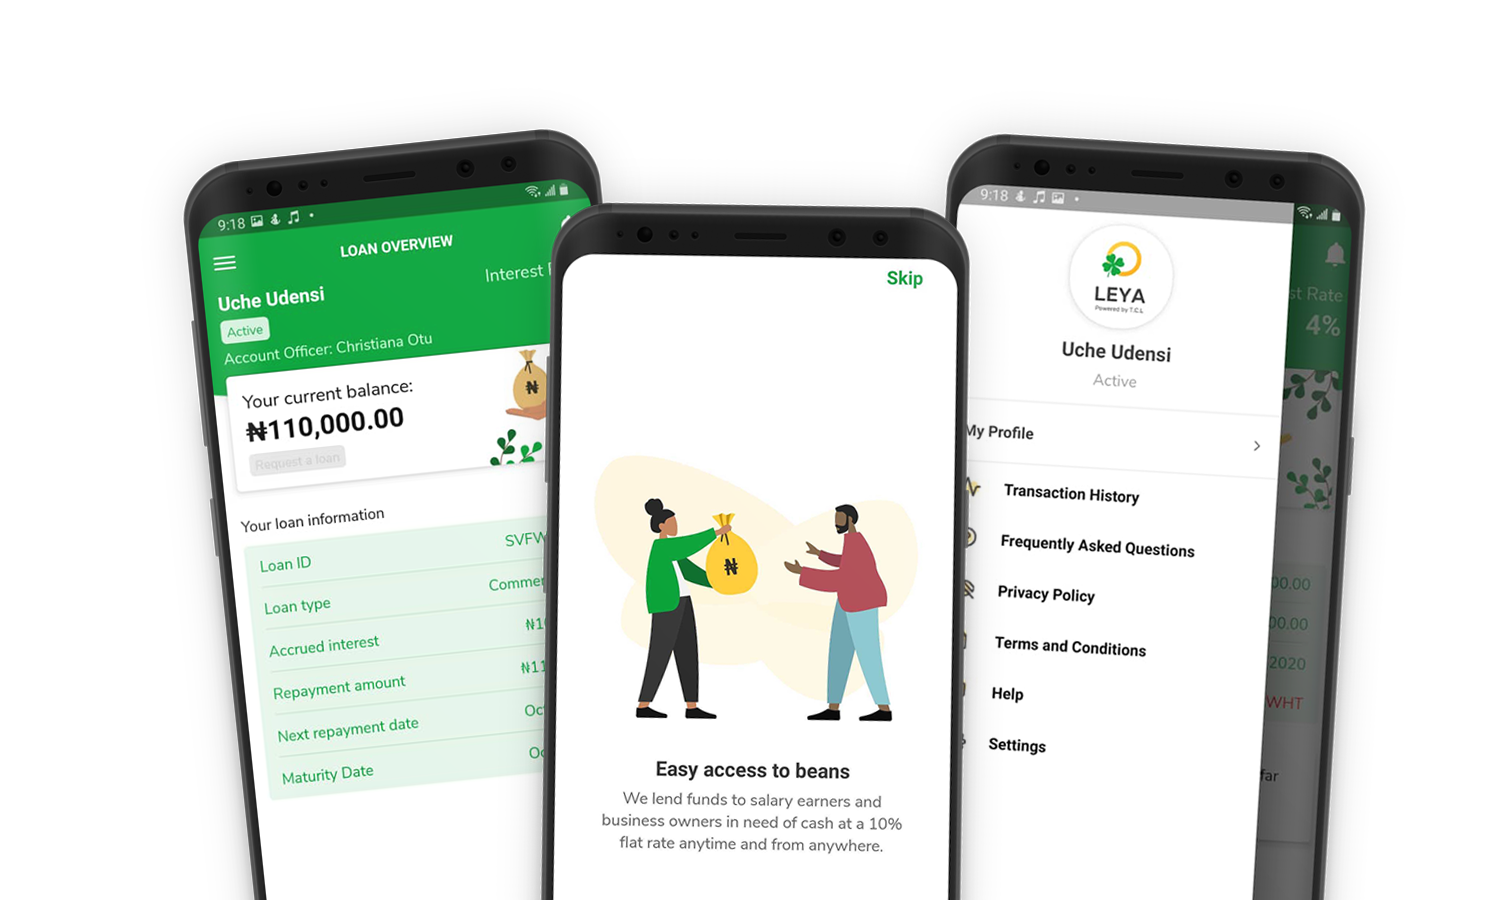 9:18
LOAN OVERVIEW
Interest
Uche Udensi
Active
Account Officer: Christiana Otu
Your current balance:
₦110,000.00
Request a loan
Your loan information
Loan ID SVFW
Loan type Commer
Accrued interest ₦10
Repayment amount ₦11
Next repayment date Oct
Maturity Date Oc
Skip
₦
Easy access to beans
We lend funds to salary earners and
business owners in need of cash at a 10%
flat rate anytime and from anywhere.
9:18
LEYA
Powered by T.C.L
Uche Udensi
Active
My Profile
Transaction History
Frequently Asked Questions
Privacy Policy
Terms and Conditions
Help
Settings
st Rate
4%
00.00
00.00
2020
WHT
far